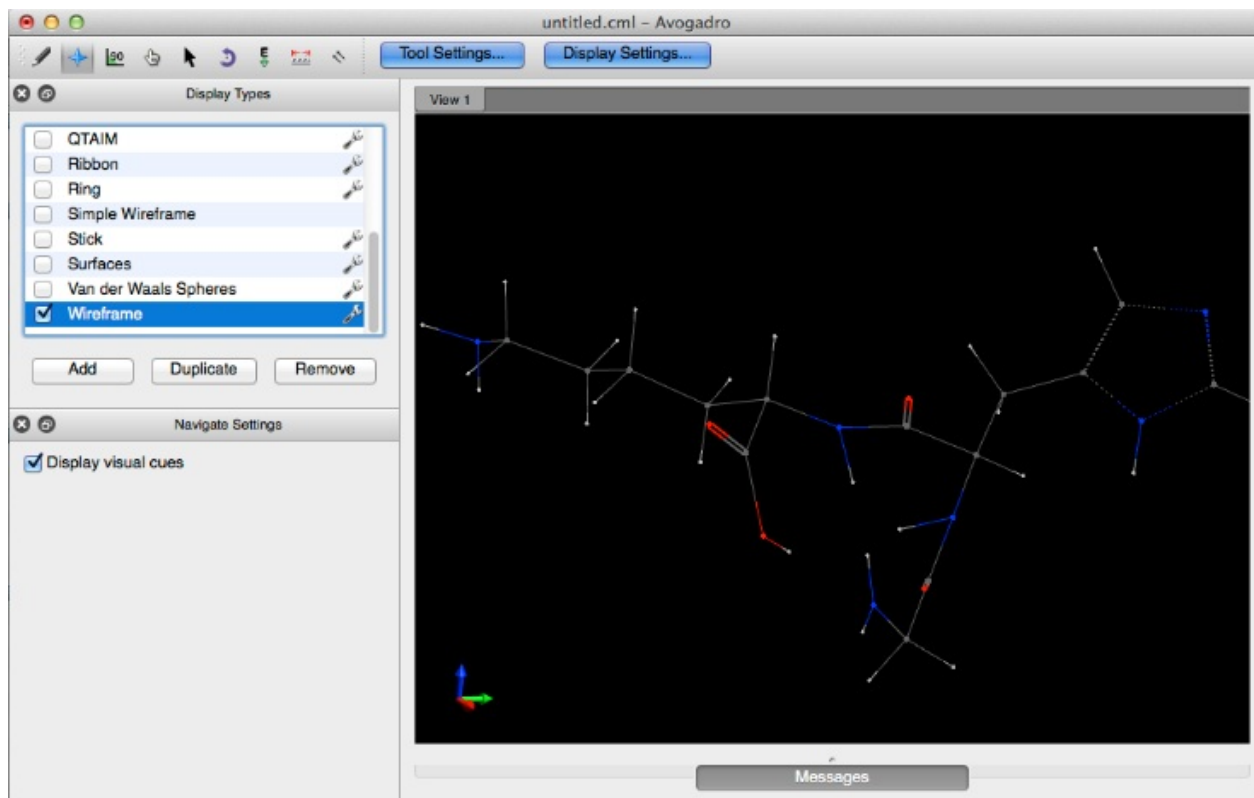 untitled.cml – Avogadro
90
E
Tool Settings...
Display Settings...
Display Types
QTAIM
Ribbon
Ring
Simple Wireframe
Stick
Surfaces
Van der Waals Spheres
Wireframe
Add
Duplicate
Remove
Navigate Settings
Display visual cues
View 1
Messages